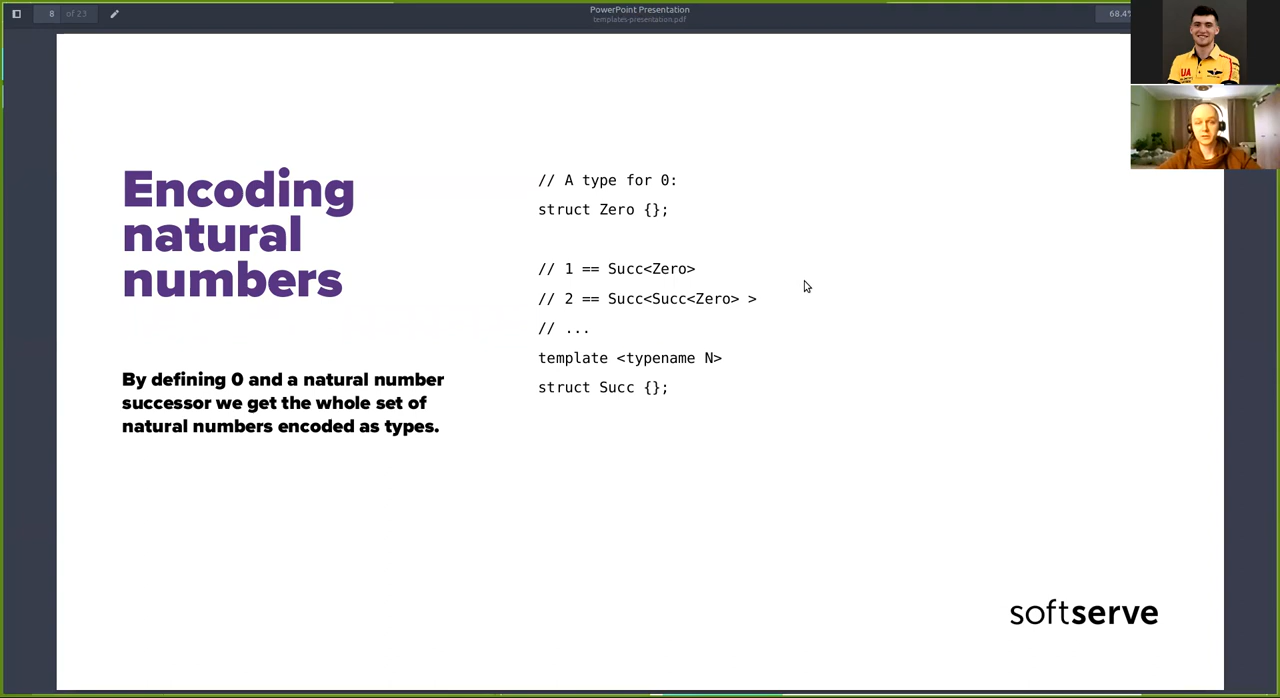 PowerPoint Presentation
templates-presentation.pdf
8 of 23
68.4%
UA
Encoding
natural
numbers
By defining 0 and a natural number
successor we get the whole set of
natural numbers encoded as types.
// A type for 0:
struct Zero {};
// 1 == Succ<Zero>
// 2 == Succ<Succ<Zero> >
// ...
template <typename N>
struct Succ {};
softserve